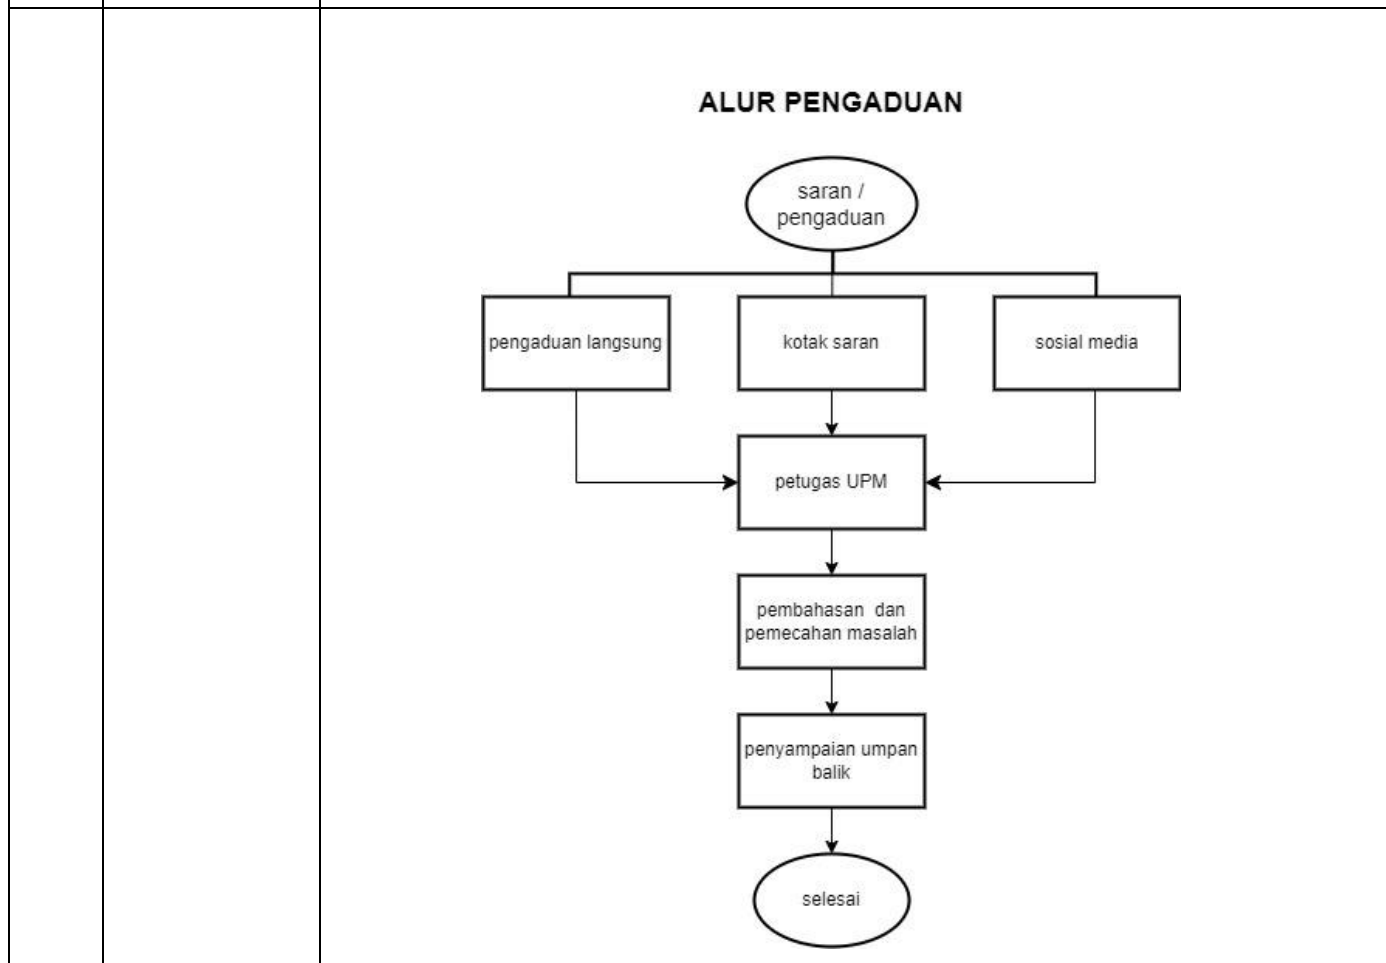 ALUR PENGADUAN
saran /
pengaduan
pengaduan langsung
kotak saran
sosial media
petugas UPM
pembahasan dan
pemecahan masalah
penyampaian umpan
balik
selesai